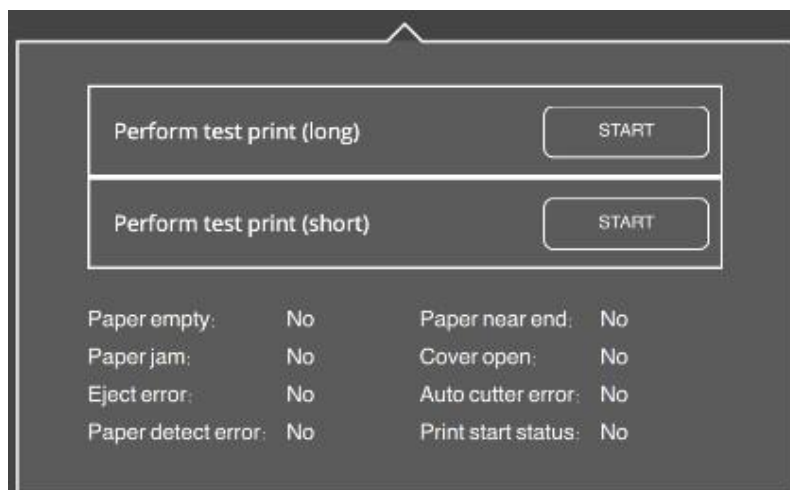 Perform test print (long) START
Perform test print (short) START
Paper empty: No Paper near end: No
Paper jam: No Cover open: No
Eject error: No Auto cutter error: No
Paper detect error: No Print start status: No